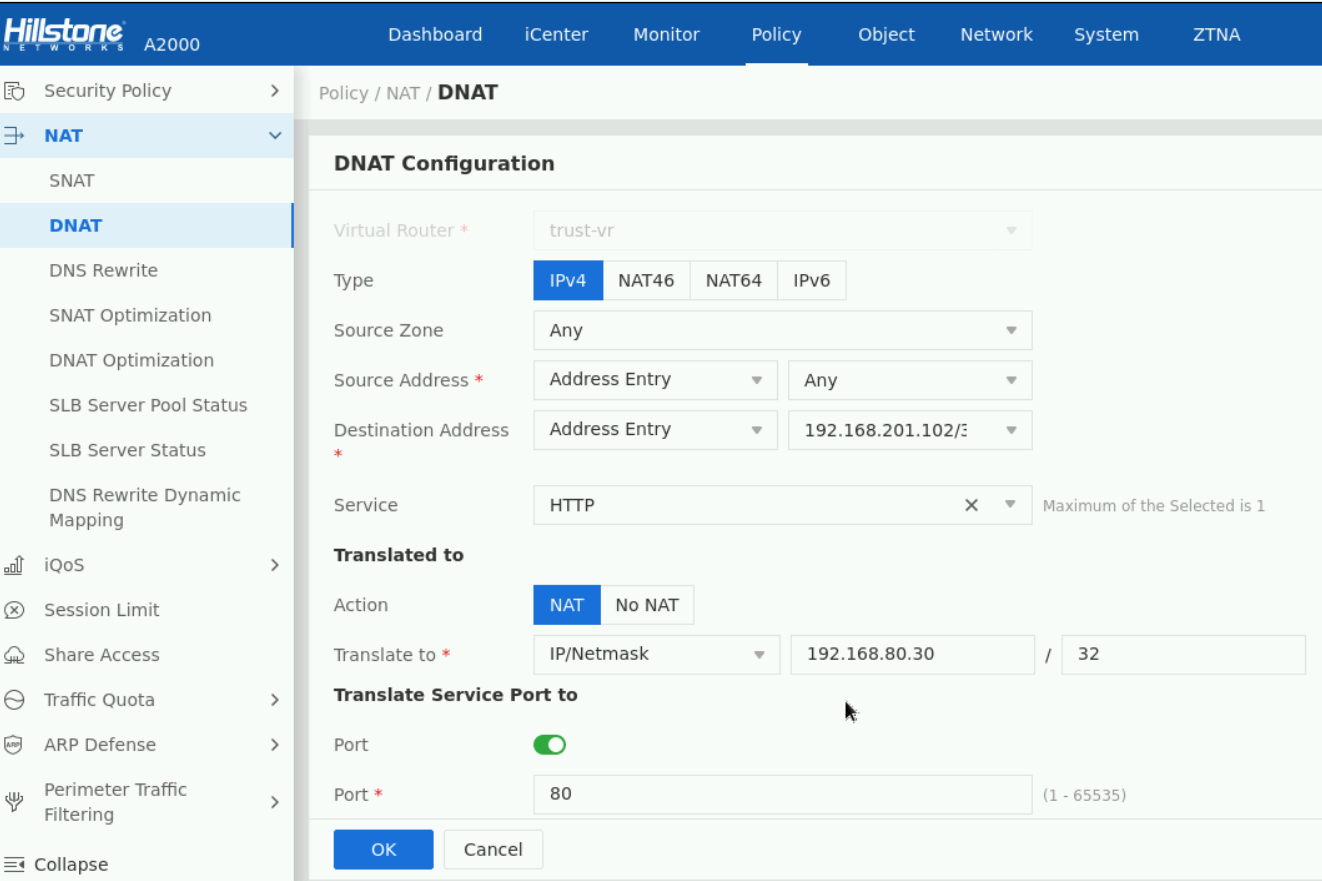 Hillstone
NETWORKS
A2000
Dashboard iCenter Monitor Policy Object Network System ZTNA
Security Policy
NAT
SNAT
DNAT
DNS Rewrite
SNAT Optimization
DNAT Optimization
SLB Server Pool Status
SLB Server Status
DNS Rewrite Dynamic
Mapping
iQoS
Session Limit
Share Access
Traffic Quota
ARP Defense
Perimeter Traffic
Filtering
Collapse
Policy / NAT / DNAT
DNAT Configuration
Virtual Router * trust-vr
Type IPv4 NAT46 NAT64 IPv6
Source Zone Any
Source Address * Address Entry Any
Destination Address Address Entry 192.168.201.102/3
*
Service HTTP Maximum of the Selected is 1
Translated to
Action NAT No NAT
Translate to * IP/Netmask 192.168.80.30 / 32
Translate Service Port to
Port
Port * 80 (1 - 65535)
OK Cancel